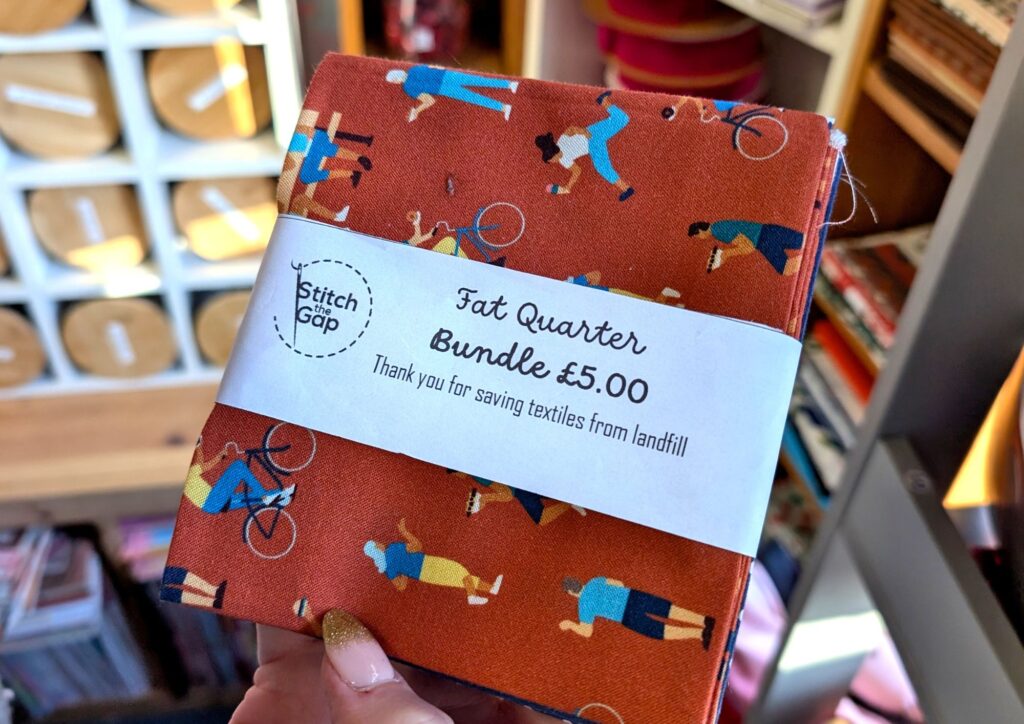 Stitch
the
Gap
Fat Quarter
Bundle £5.00
Thank you for saving textiles from landfill